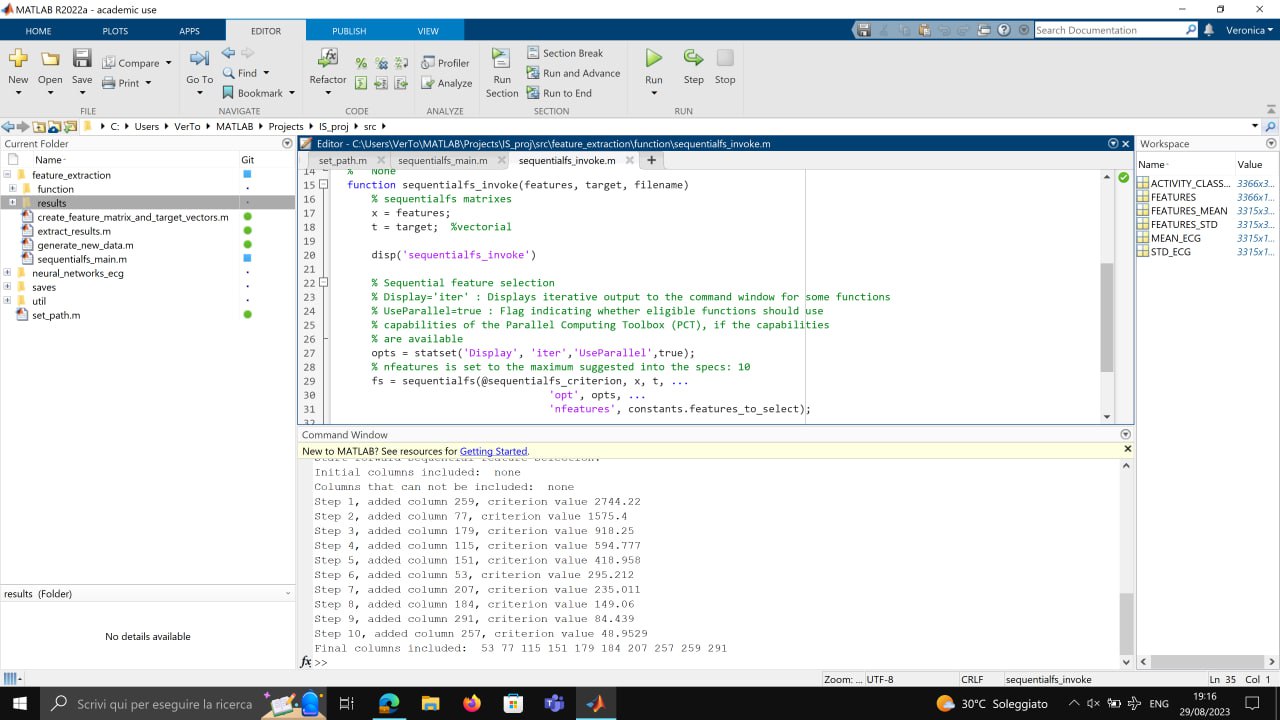 MATLAB R2022a - academic use
HOME PLOTS APPS EDITOR PUBLISH VIEW
Search Documentation
Veronica
New Open Save Compare Print
Go To Find Bookmark
Refactor
Profiler
Analyze
Run Section
Section Break
Run and Advance
Run to End
Run Step Stop
FILE NAVIGATE CODE ANALYZE SECTION RUN
C: Users VerTo MATLAB Projects IS_proj src
Current Folder
Name Git
feature_extraction
function
results
create_feature_matrix_and_target_vectors.m
extract_results.m
generate_new_data.m
sequentialfs_main.m
neural_networks_ecg
saves
util
set_path.m
results (Folder)
No details available
Editor - C:\Users\VerTo\MATLAB\Projects\IS_proj\src\feature_extraction\function\sequentialfs_invoke.m
set_path.m sequentialfs_main.m sequentialfs_invoke.m
14 % None
15 function sequentialfs_invoke(features, target, filename)
16 % sequentialfs matrixes
17 x = features;
18 t = target; %vectorial
19
20 disp('sequentialfs_invoke')
21
22 % Sequential feature selection
23 % Display='iter' : Displays iterative output to the command window for some functions
24 % UseParallel=true : Flag indicating whether eligible functions should use
25 % capabilities of the Parallel Computing Toolbox (PCT), if the capabilities
26 % are available
27 opts = statset('Display', 'iter','UseParallel',true);
28 % nfeatures is set to the maximum suggested into the specs: 10
29 fs = sequentialfs(@sequentialfs_criterion, x, t, ...
30 'opt', opts, ...
31 'nfeatures', constants.features_to_select);
32
Command Window
New to MATLAB? See resources for Getting Started.
Start forward sequential feature selection:
Initial columns included: none
Columns that can not be included: none
Step 1, added column 259, criterion value 2744.22
Step 2, added column 77, criterion value 1575.4
Step 3, added column 179, criterion value 918.25
Step 4, added column 115, criterion value 594.777
Step 5, added column 151, criterion value 418.958
Step 6, added column 53, criterion value 295.212
Step 7, added column 207, criterion value 235.011
Step 8, added column 184, criterion value 149.06
Step 9, added column 291, criterion value 84.439
Step 10, added column 257, criterion value 48.9529
Final columns included: 53 77 115 151 179 184 207 257 259 291
fx >>
Workspace
Name Value
ACTIVITY_CLASS... 3366x3...
FEATURES 3366x1...
FEATURES_MEAN 3315x3...
FEATURES_STD 3315x3...
MEAN_ECG 3315x1...
STD_ECG 3315x1...
Zoom: ... UTF-8 CRLF sequentialfs_invoke Ln 35 Col 1
Scrivi qui per eseguire la ricerca
30°C Soleggiato
ENG
19:16
29/08/2023